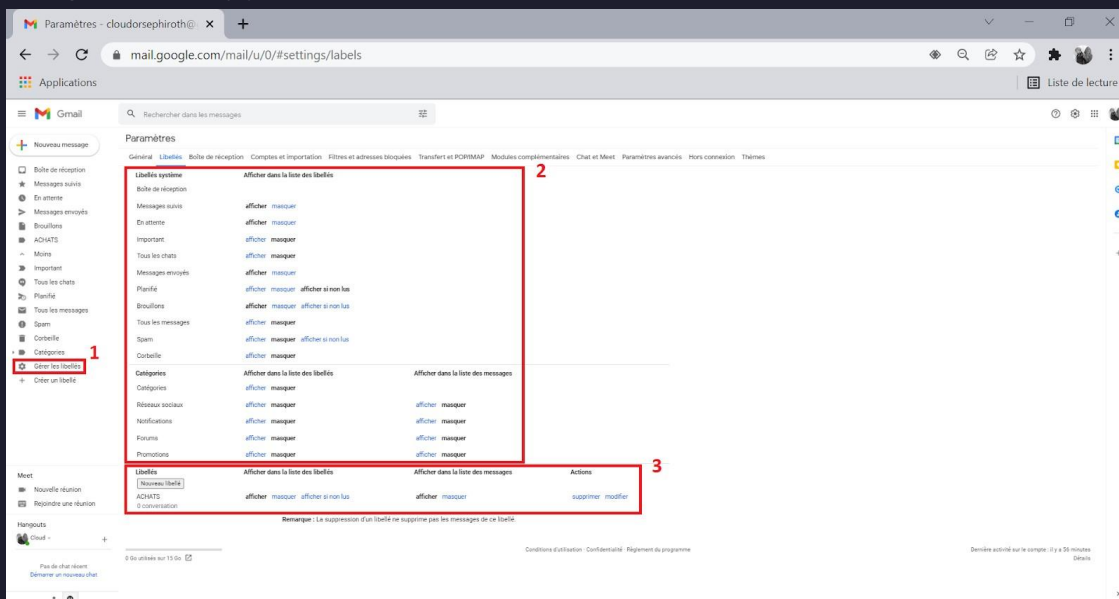 Paramètres - cloudorsephiroth@
mail.google.com/mail/u/0/#settings/labels
Applications
Liste de lecture
Gmail
Rechercher dans les messages
Nouveau message
Boîte de réception
Messages suivis
En attente
Messages envoyés
Brouillons
ACHATS
Moins
Important
Tous les chats
Planifié
Tous les messages
Spam
Corbeille
Catégories
1
Gérer les libellés
Créer un libellé
Meet
Nouvelle réunion
Rejoindre une réunion
Hangouts
Cloud
Pas de chat récent
Démarrer un nouveau chat
Paramètres
Général Libellés Boîte de réception Comptes et importation Filtres et adresses bloquées Transfert et POP/IMAP Modules complémentaires Chat et Meet Paramètres avancés Hors connexion Thèmes
2
Libellés système Afficher dans la liste des libellés
Boîte de réception
Messages suivis afficher masquer
En attente afficher masquer
Important afficher masquer
Tous les chats afficher masquer
Messages envoyés afficher masquer
Planifié afficher masquer afficher si non lus
Brouillons afficher masquer afficher si non lus
Tous les messages afficher masquer
Spam afficher masquer afficher si non lus
Corbeille afficher masquer
Catégories Afficher dans la liste des libellés Afficher dans la liste des messages
Catégories afficher masquer
Réseaux sociaux afficher masquer afficher masquer
Notifications afficher masquer afficher masquer
Forums afficher masquer afficher masquer
Promotions afficher masquer afficher masquer
3
Libellés Afficher dans la liste des libellés Afficher dans la liste des messages Actions
Nouveau libellé
ACHATS afficher masquer afficher si non lus afficher masquer supprimer modifier
0 conversation
Remarque : La suppression d'un libellé ne supprime pas les messages de ce libellé.
0 Go utilisés sur 15 Go
Conditions d'utilisation · Confidentialité · Règlement du programme
Dernière activité sur le compte : il y a 56 minutes
Détails